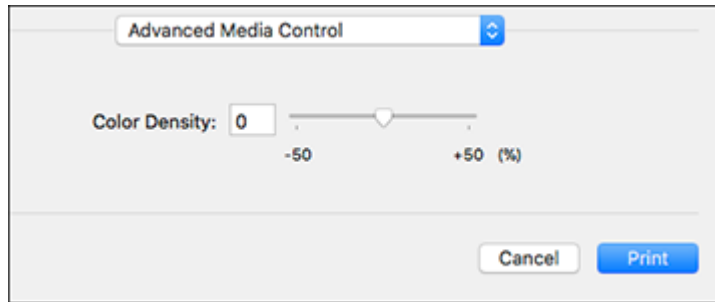 Advanced Media Control
Color Density: 0
-50 +50 (%)
Cancel Print